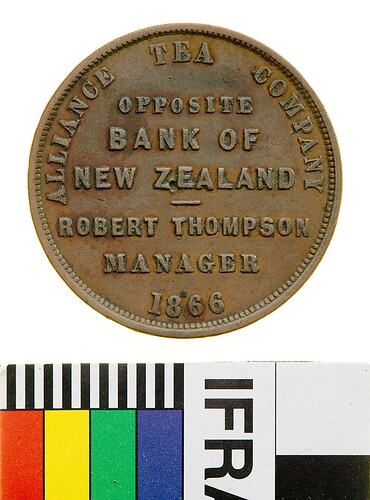 ALLIANCE TEA COMPANY
OPPOSITE
BANK OF
NEW ZEALAND
ROBERT THOMPSON
MANAGER
1866
IFRA